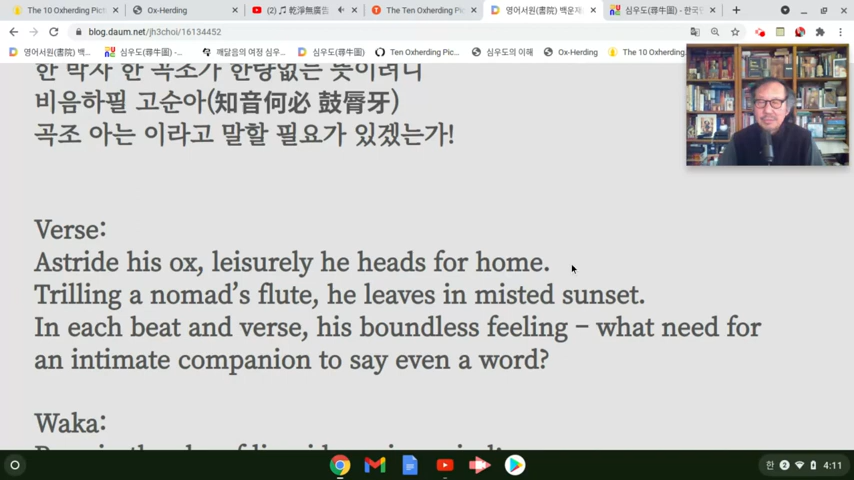 The 10 Oxherding Pictu
Ox-Herding
(2) ♫ 乾淨無廣告
The Ten Oxherding Pict
영어서원(書院) 백운재
심우도(尋牛圖) - 한국민
blog.daum.net/jh3choi/16134452
영어서원(書院) 백...
심우도(尋牛圖) -...
깨달음의 여정 심우...
심우도(尋牛圖)
Ten Oxherding Pict...
심우도의 이해
Ox-Herding
The 10 Oxherding...
한 박자 한 곡조가 한량없는 뜻이려니
비음하필 고순아(知音何必 鼓唇牙)
곡조 아는 이라고 말할 필요가 있겠는가!
Verse:
Astride his ox, leisurely he heads for home.
Trilling a nomad’s flute, he leaves in misted sunset.
In each beat and verse, his boundless feeling – what need for
an intimate companion to say even a word?
Waka:
한 2 4:11